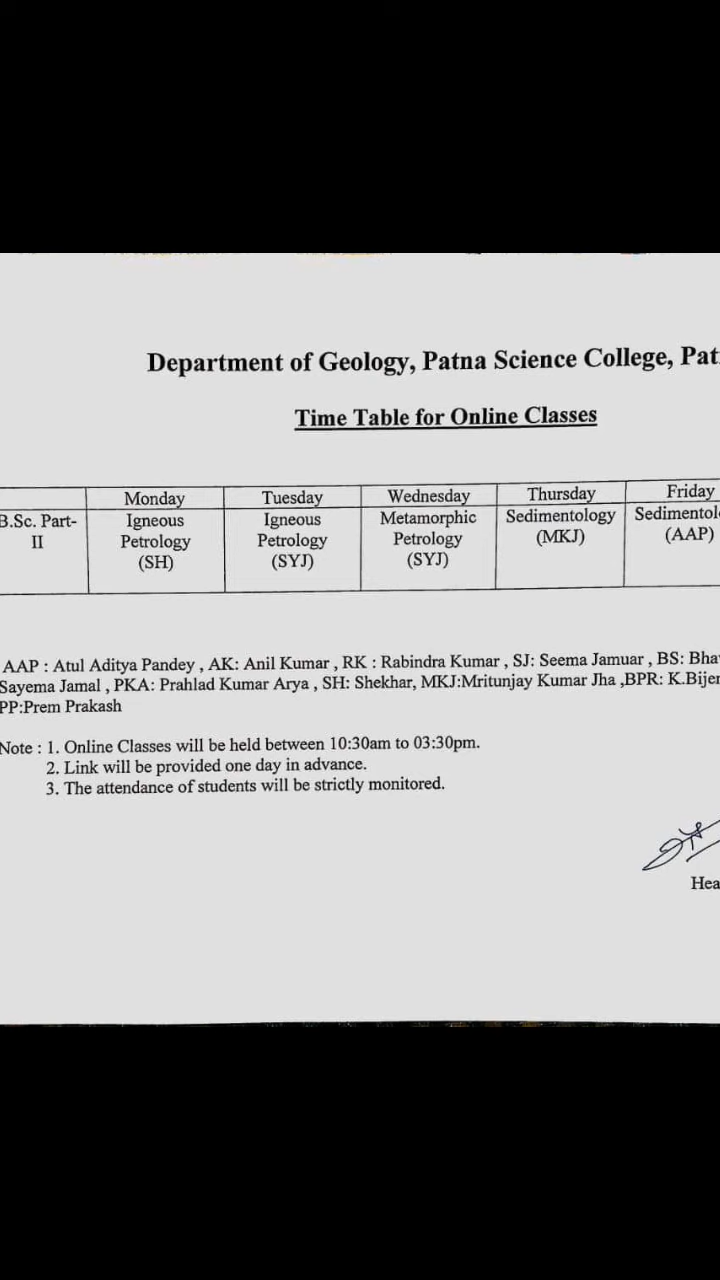 Department of Geology, Patna Science College, Pat
Time Table for Online Classes
Monday Tuesday Wednesday Thursday Friday
B.Sc. Part- Igneous Igneous Metamorphic Sedimentology Sedimentol
II Petrology Petrology Petrology (MKJ) (AAP)
(SH) (SYJ) (SYJ)
AAP : Atul Aditya Pandey , AK: Anil Kumar , RK : Rabindra Kumar , SJ: Seema Jamuar , BS: Bha
Sayema Jamal , PKA: Prahlad Kumar Arya , SH: Shekhar, MKJ:Mritunjay Kumar Jha ,BPR: K.Bijen
PP:Prem Prakash
Note : 1. Online Classes will be held between 10:30am to 03:30pm.
2. Link will be provided one day in advance.
3. The attendance of students will be strictly monitored.
Hea